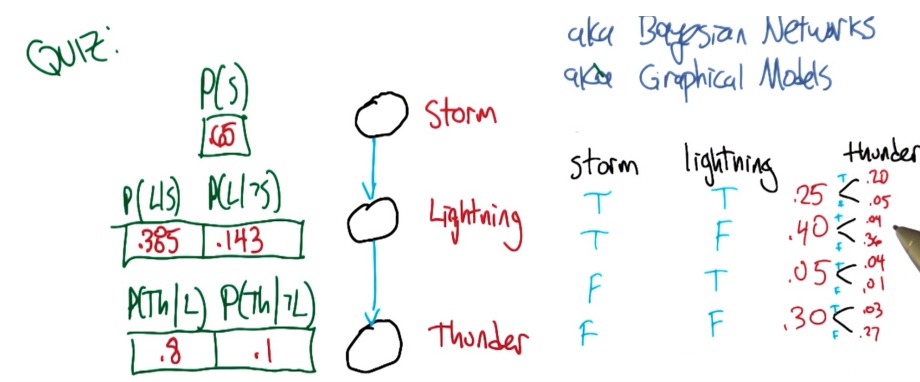 QUIZ:
aka Bayesian Networks
aka Graphical Models
P(S)
.65
Storm
P(L|S) P(L|¬S)
.385 .143
Lightning
P(Th|L) P(Th|¬L)
.8 .1
Thunder
storm lightning thunder
T T .25 T .20
F .05
T F .40 T .04
F .36
F T .05 T .04
F .01
F F .30 T .03
F .27